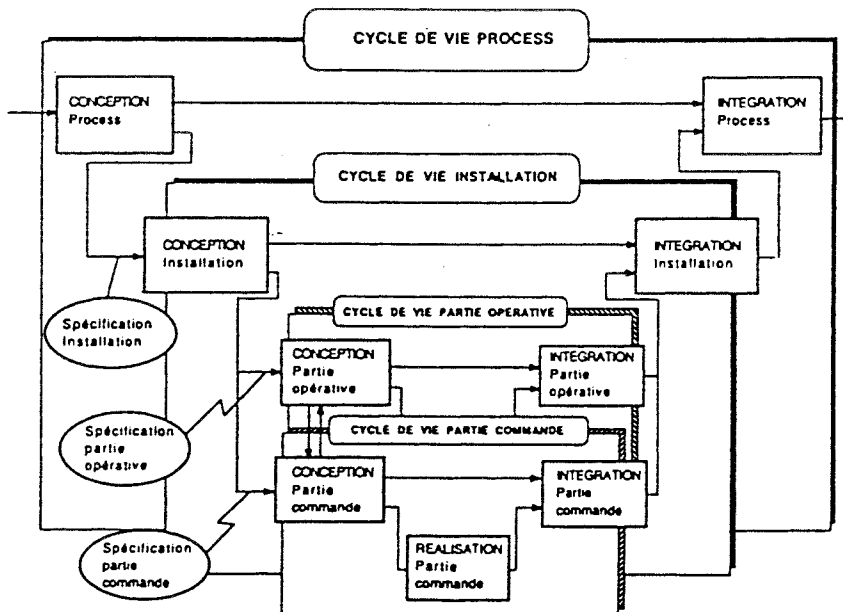 CYCLE DE VIE PROCESS
CONCEPTION
Process
INTEGRATION
Process
CYCLE DE VIE INSTALLATION
CONCEPTION
Installation
INTEGRATION
Installation
Spécification
Installation
CYCLE DE VIE PARTIE OPERATIVE
CONCEPTION
Partie
opérative
INTEGRATION
Partie
opérative
Spécification
partie
opérative
CYCLE DE VIE PARTIE COMMANDE
CONCEPTION
Partie
commande
INTEGRATION
Partie
commande
Spécification
partie
commande
REALISATION
Partie
commande